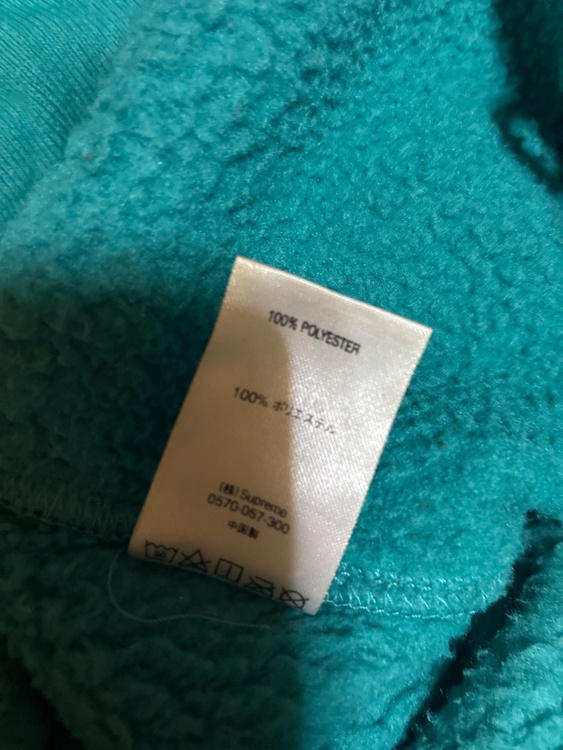 100% POLYESTER
100% ポリエステル
(株)Supreme
0570-057-300
中国製